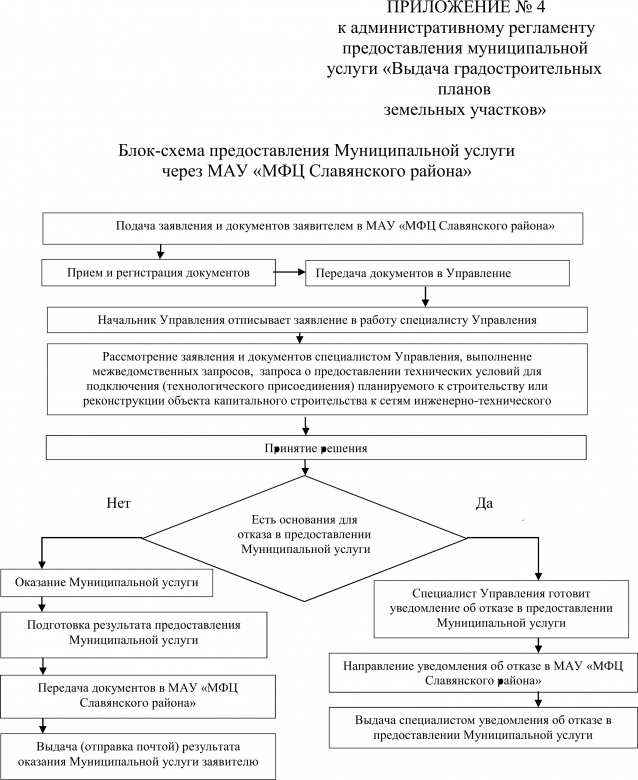 ПРИЛОЖЕНИЕ № 4
к административному регламенту
предоставления муниципальной
услуги «Выдача градостроительных
планов
земельных участков»
Блок-схема предоставления Муниципальной услуги
через МАУ «МФЦ Славянского района»
Подача заявления и документов заявителем в МАУ «МФЦ Славянского района»
Прием и регистрация документов
Передача документов в Управление
Начальник Управления отписывает заявление в работу специалисту Управления
Рассмотрение заявления и документов специалистом Управления, выполнение
межведомственных запросов, запроса о предоставлении технических условий для
подключения (технологического присоединения) планируемого к строительству или
реконструкции объекта капитального строительства к сетям инженерно-технического
Принятие решения
Нет
Да
Есть основания для
отказа в предоставлении
Муниципальной услуги
Оказание Муниципальной услуги
Подготовка результата предоставления
Муниципальной услуги
Передача документов в МАУ «МФЦ
Славянского района»
Выдача (отправка почтой) результата
оказания Муниципальной услуги заявителю
Специалист Управления готовит
уведомление об отказе в предоставлении
Муниципальной услуги
Направление уведомления об отказе в МАУ «МФЦ
Славянского района»
Выдача специалистом уведомления об отказе в
предоставлении Муниципальной услуги